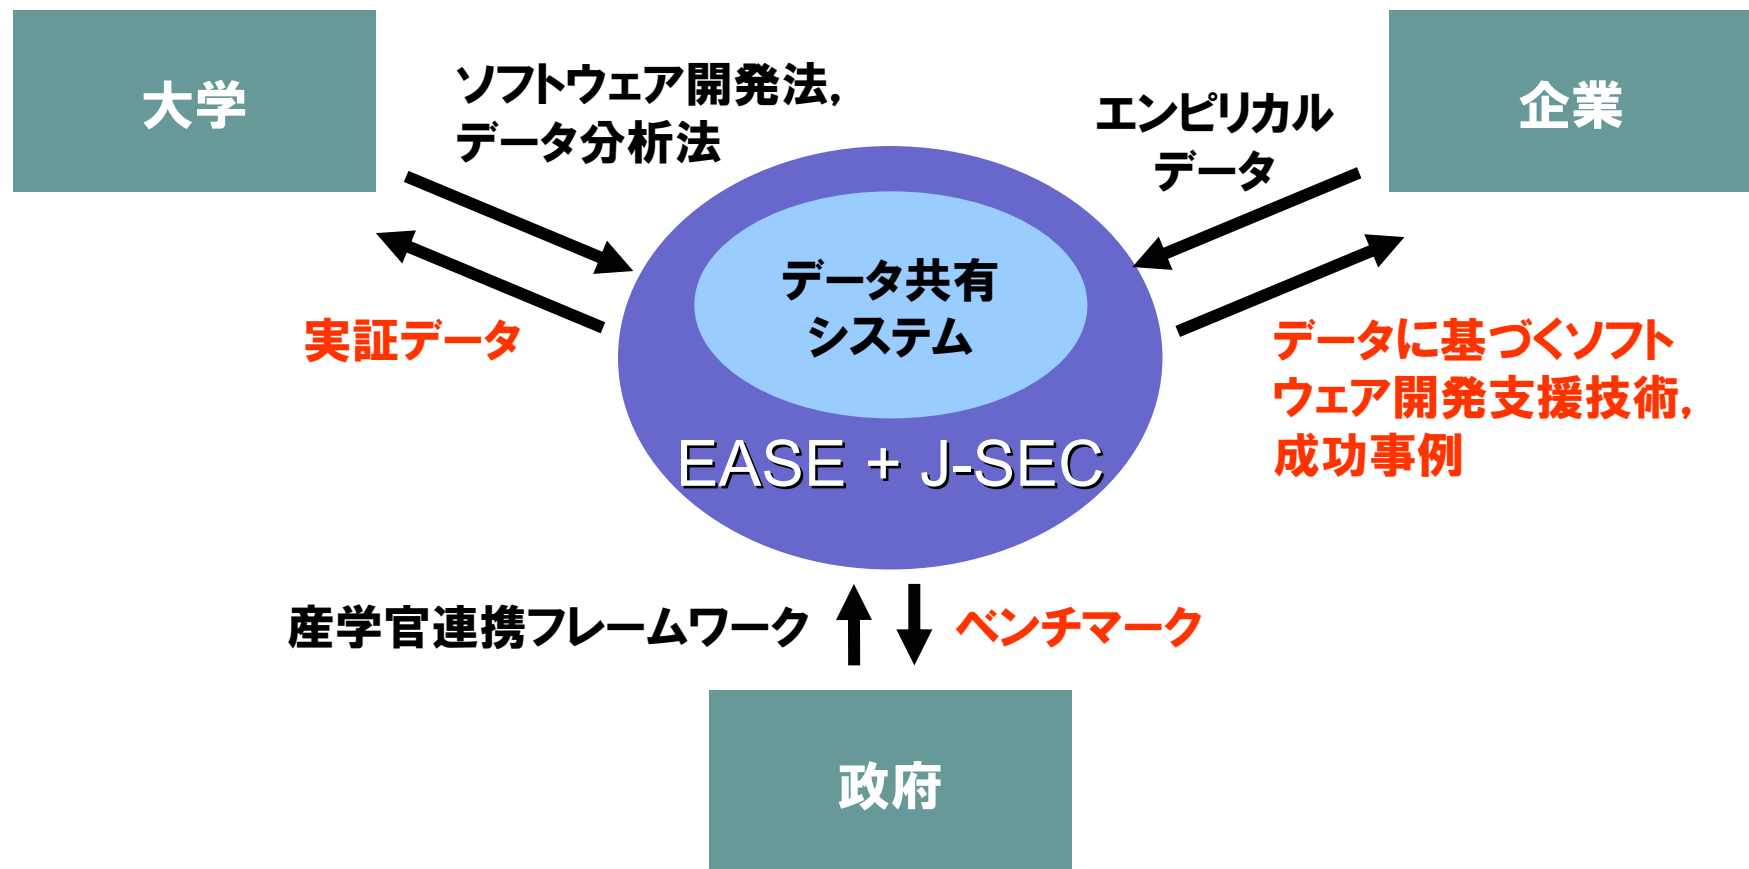 大学
ソフトウェア開発法,
データ分析法
エンピリカル
データ
企業
データ共有
システム
実証データ
データに基づくソフト
ウェア開発支援技術,
成功事例
EASE + J-SEC
産学官連携フレームワーク
ベンチマーク
政府